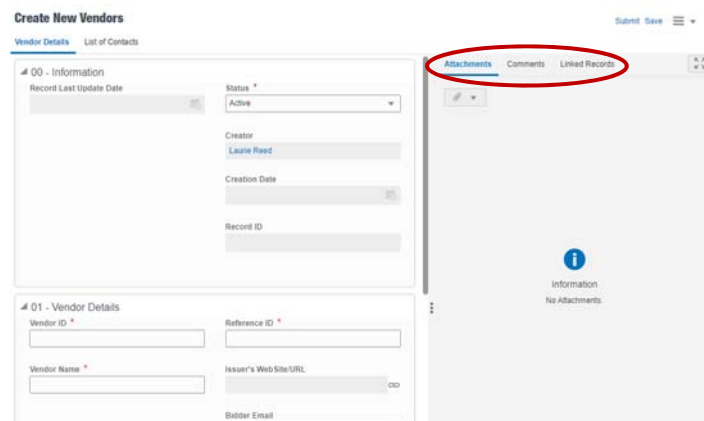 Create New Vendors
Submit Save
Vendor Details List of Contacts
00 - Information
Record Last Update Date
Status *
Active
Creator
Laurie Reed
Creation Date
Record ID
01 - Vendor Details
Vendor ID *
Reference ID *
Vendor Name *
Issuer's Web Site/URL
Bidder Email
Attachments Comments Linked Records
Information
No Attachments